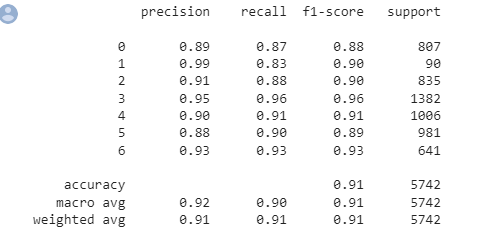 precision recall f1-score support
0 0.89 0.87 0.88 807
1 0.99 0.83 0.90 90
2 0.91 0.88 0.90 835
3 0.95 0.96 0.96 1382
4 0.90 0.91 0.91 1006
5 0.88 0.90 0.89 981
6 0.93 0.93 0.93 641
accuracy 0.91 5742
macro avg 0.92 0.90 0.91 5742
weighted avg 0.91 0.91 0.91 5742